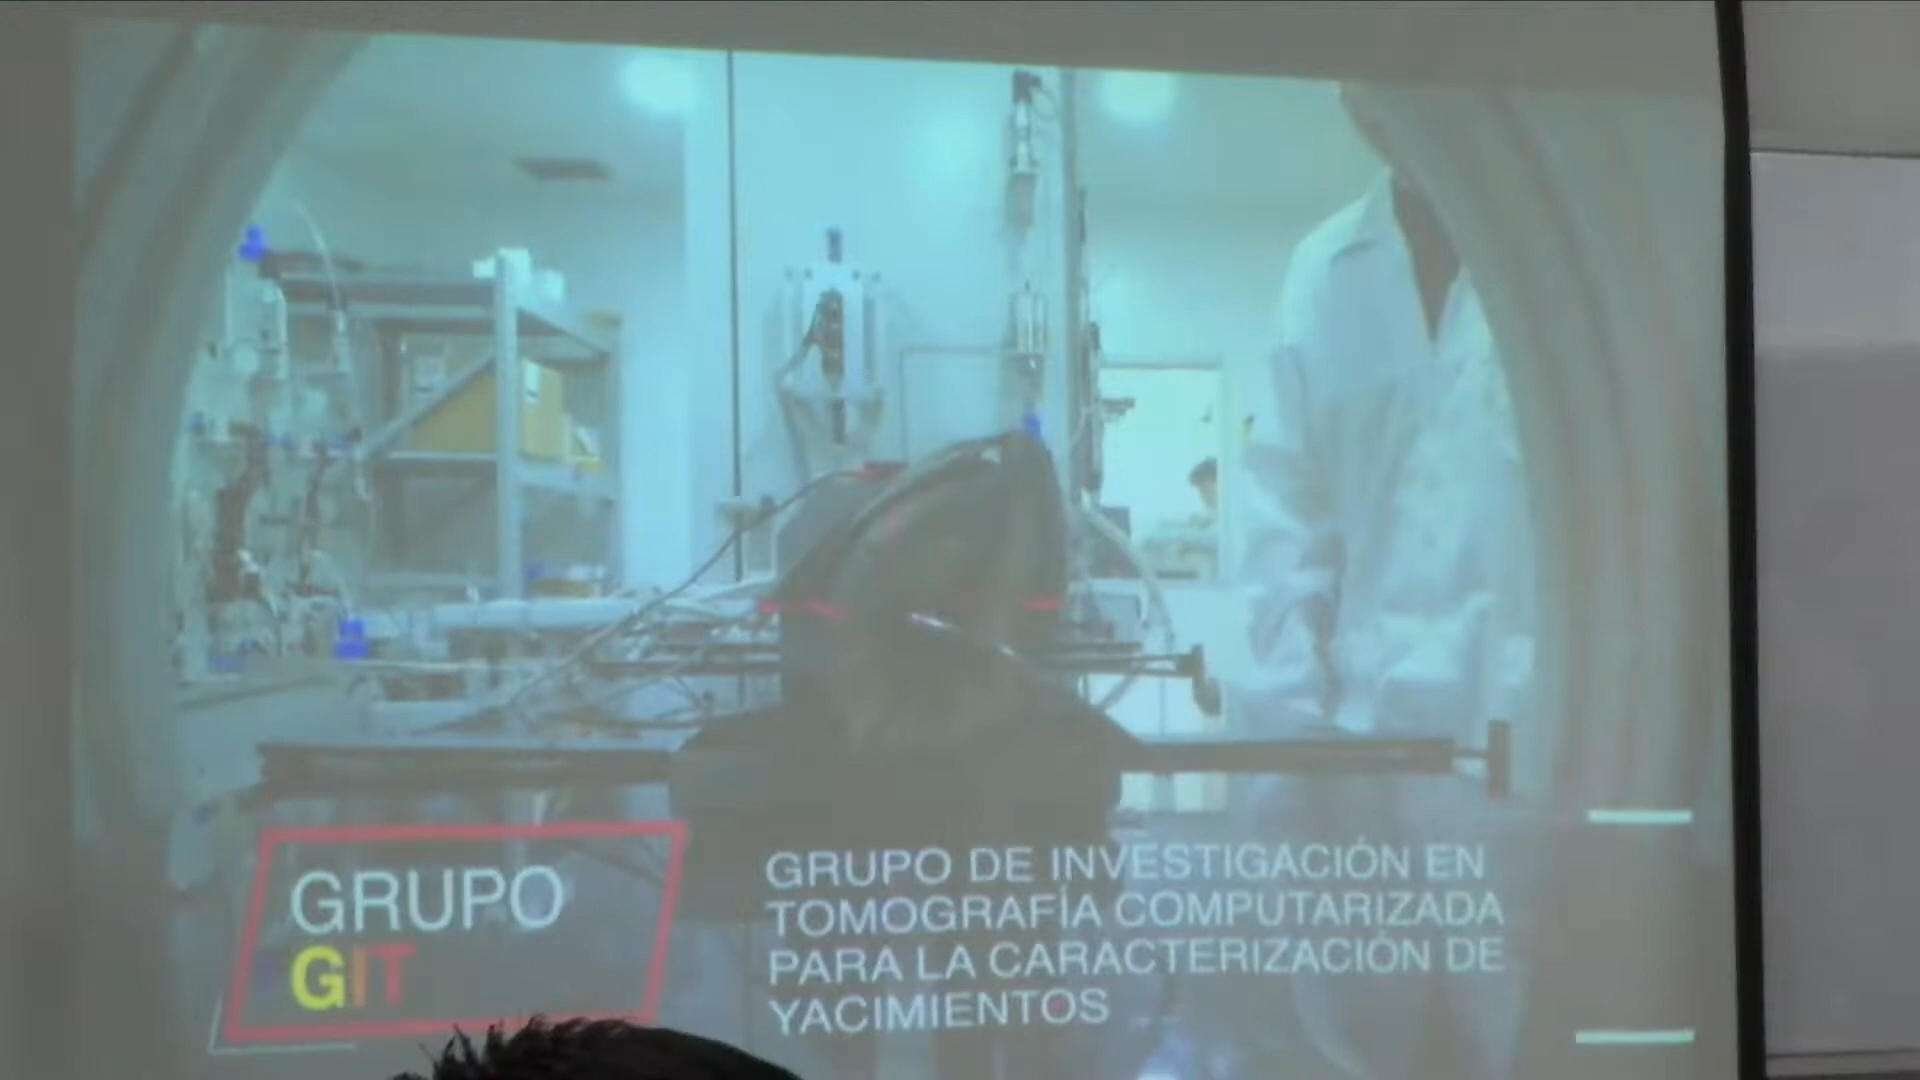 GRUPO
GIT
GRUPO DE INVESTIGACIÓN EN
TOMOGRAFÍA COMPUTARIZADA
PARA LA CARACTERIZACIÓN DE
YACIMIENTOS